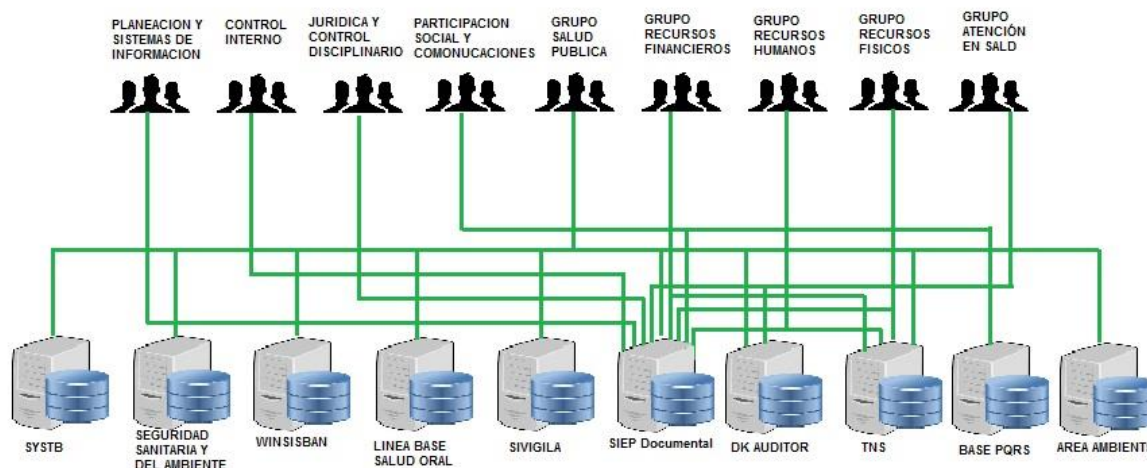 PLANEACION Y
SISTEMAS DE
INFORMACION
CONTROL
INTERNO
JURIDICA Y
CONTROL
DISCIPLINARIO
PARTICIPACION
SOCIAL Y
COMONUCACIONES
GRUPO
SALUD
PUBLICA
GRUPO
RECURSOS
FINANCIEROS
GRUPO
RECURSOS
HUMANOS
GRUPO
RECURSOS
FISICOS
GRUPO
ATENCIÓN
EN SALD
SYSTB
SEGURIDAD
SANITARIA Y
DEL AMBIENTE
WINSISBAN
LINEA BASE
SALUD ORAL
SIVIGILA
SIEP Documental
DK AUDITOR
TNS
BASE PQRS
AREA AMBIENTE